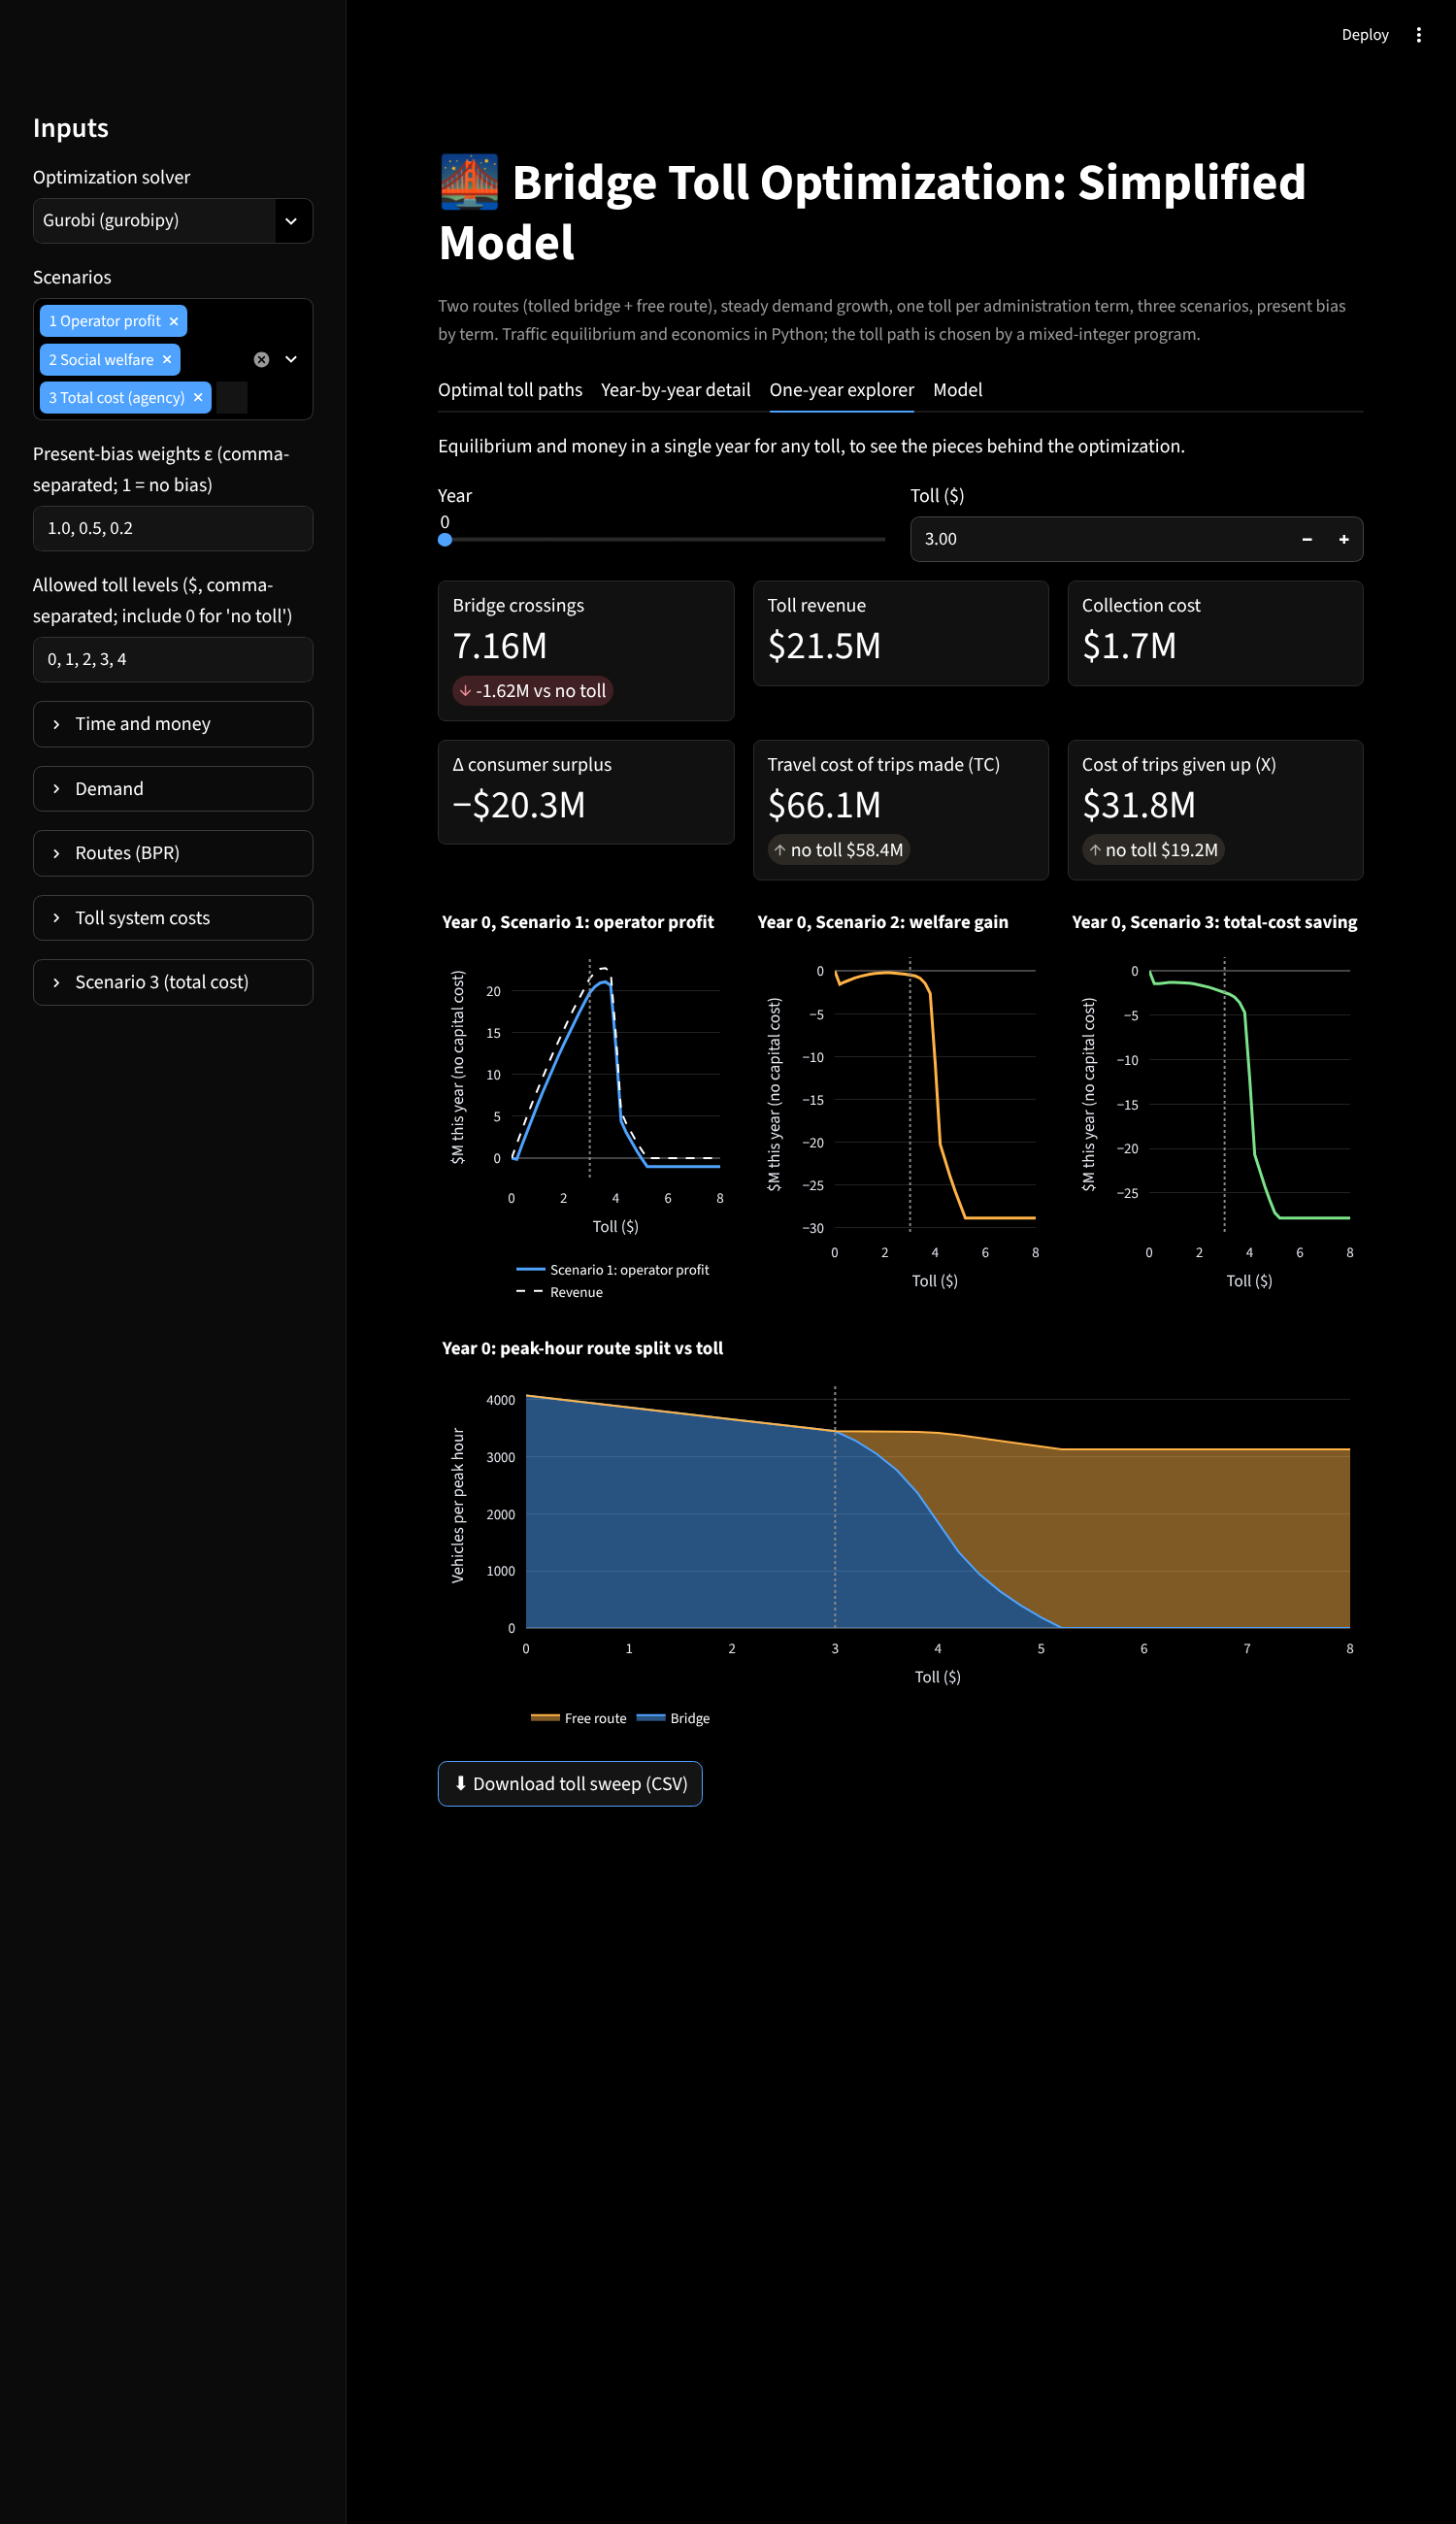 Deploy
Inputs
Optimization solver
Gurobi (gurobipy)
Scenarios
1 Operator profit ×
2 Social welfare ×
3 Total cost (agency) ×
Present-bias weights ε (comma-
separated; 1 = no bias)
1.0, 0.5, 0.2
Allowed toll levels ($, comma-
separated; include 0 for 'no toll')
0, 1, 2, 3, 4
Time and money
Demand
Routes (BPR)
Toll system costs
Scenario 3 (total cost)
Bridge Toll Optimization: Simplified
Model
Two routes (tolled bridge + free route), steady demand growth, one toll per administration term, three scenarios, present bias
by term. Traffic equilibrium and economics in Python; the toll path is chosen by a mixed-integer program.
Optimal toll paths Year-by-year detail One-year explorer Model
Equilibrium and money in a single year for any toll, to see the pieces behind the optimization.
Year
0
Toll ($)
3.00 − +
Bridge crossings
7.16M
↓ -1.62M vs no toll
Toll revenue
$21.5M
Collection cost
$1.7M
Δ consumer surplus
−$20.3M
Travel cost of trips made (TC)
$66.1M
↑ no toll $58.4M
Cost of trips given up (X)
$31.8M
↑ no toll $19.2M
Year 0, Scenario 1: operator profit
$M this year (no capital cost)
20
15
10
5
0
0 2 4 6 8
Toll ($)
Scenario 1: operator profit
Revenue
Year 0, Scenario 2: welfare gain
$M this year (no capital cost)
0
−5
−10
−15
−20
−25
−30
0 2 4 6 8
Toll ($)
Year 0, Scenario 3: total-cost saving
$M this year (no capital cost)
0
−5
−10
−15
−20
−25
0 2 4 6 8
Toll ($)
Year 0: peak-hour route split vs toll
Vehicles per peak hour
4000
3000
2000
1000
0
0 1 2 3 4 5 6 7 8
Toll ($)
Free route Bridge
⬇ Download toll sweep (CSV)